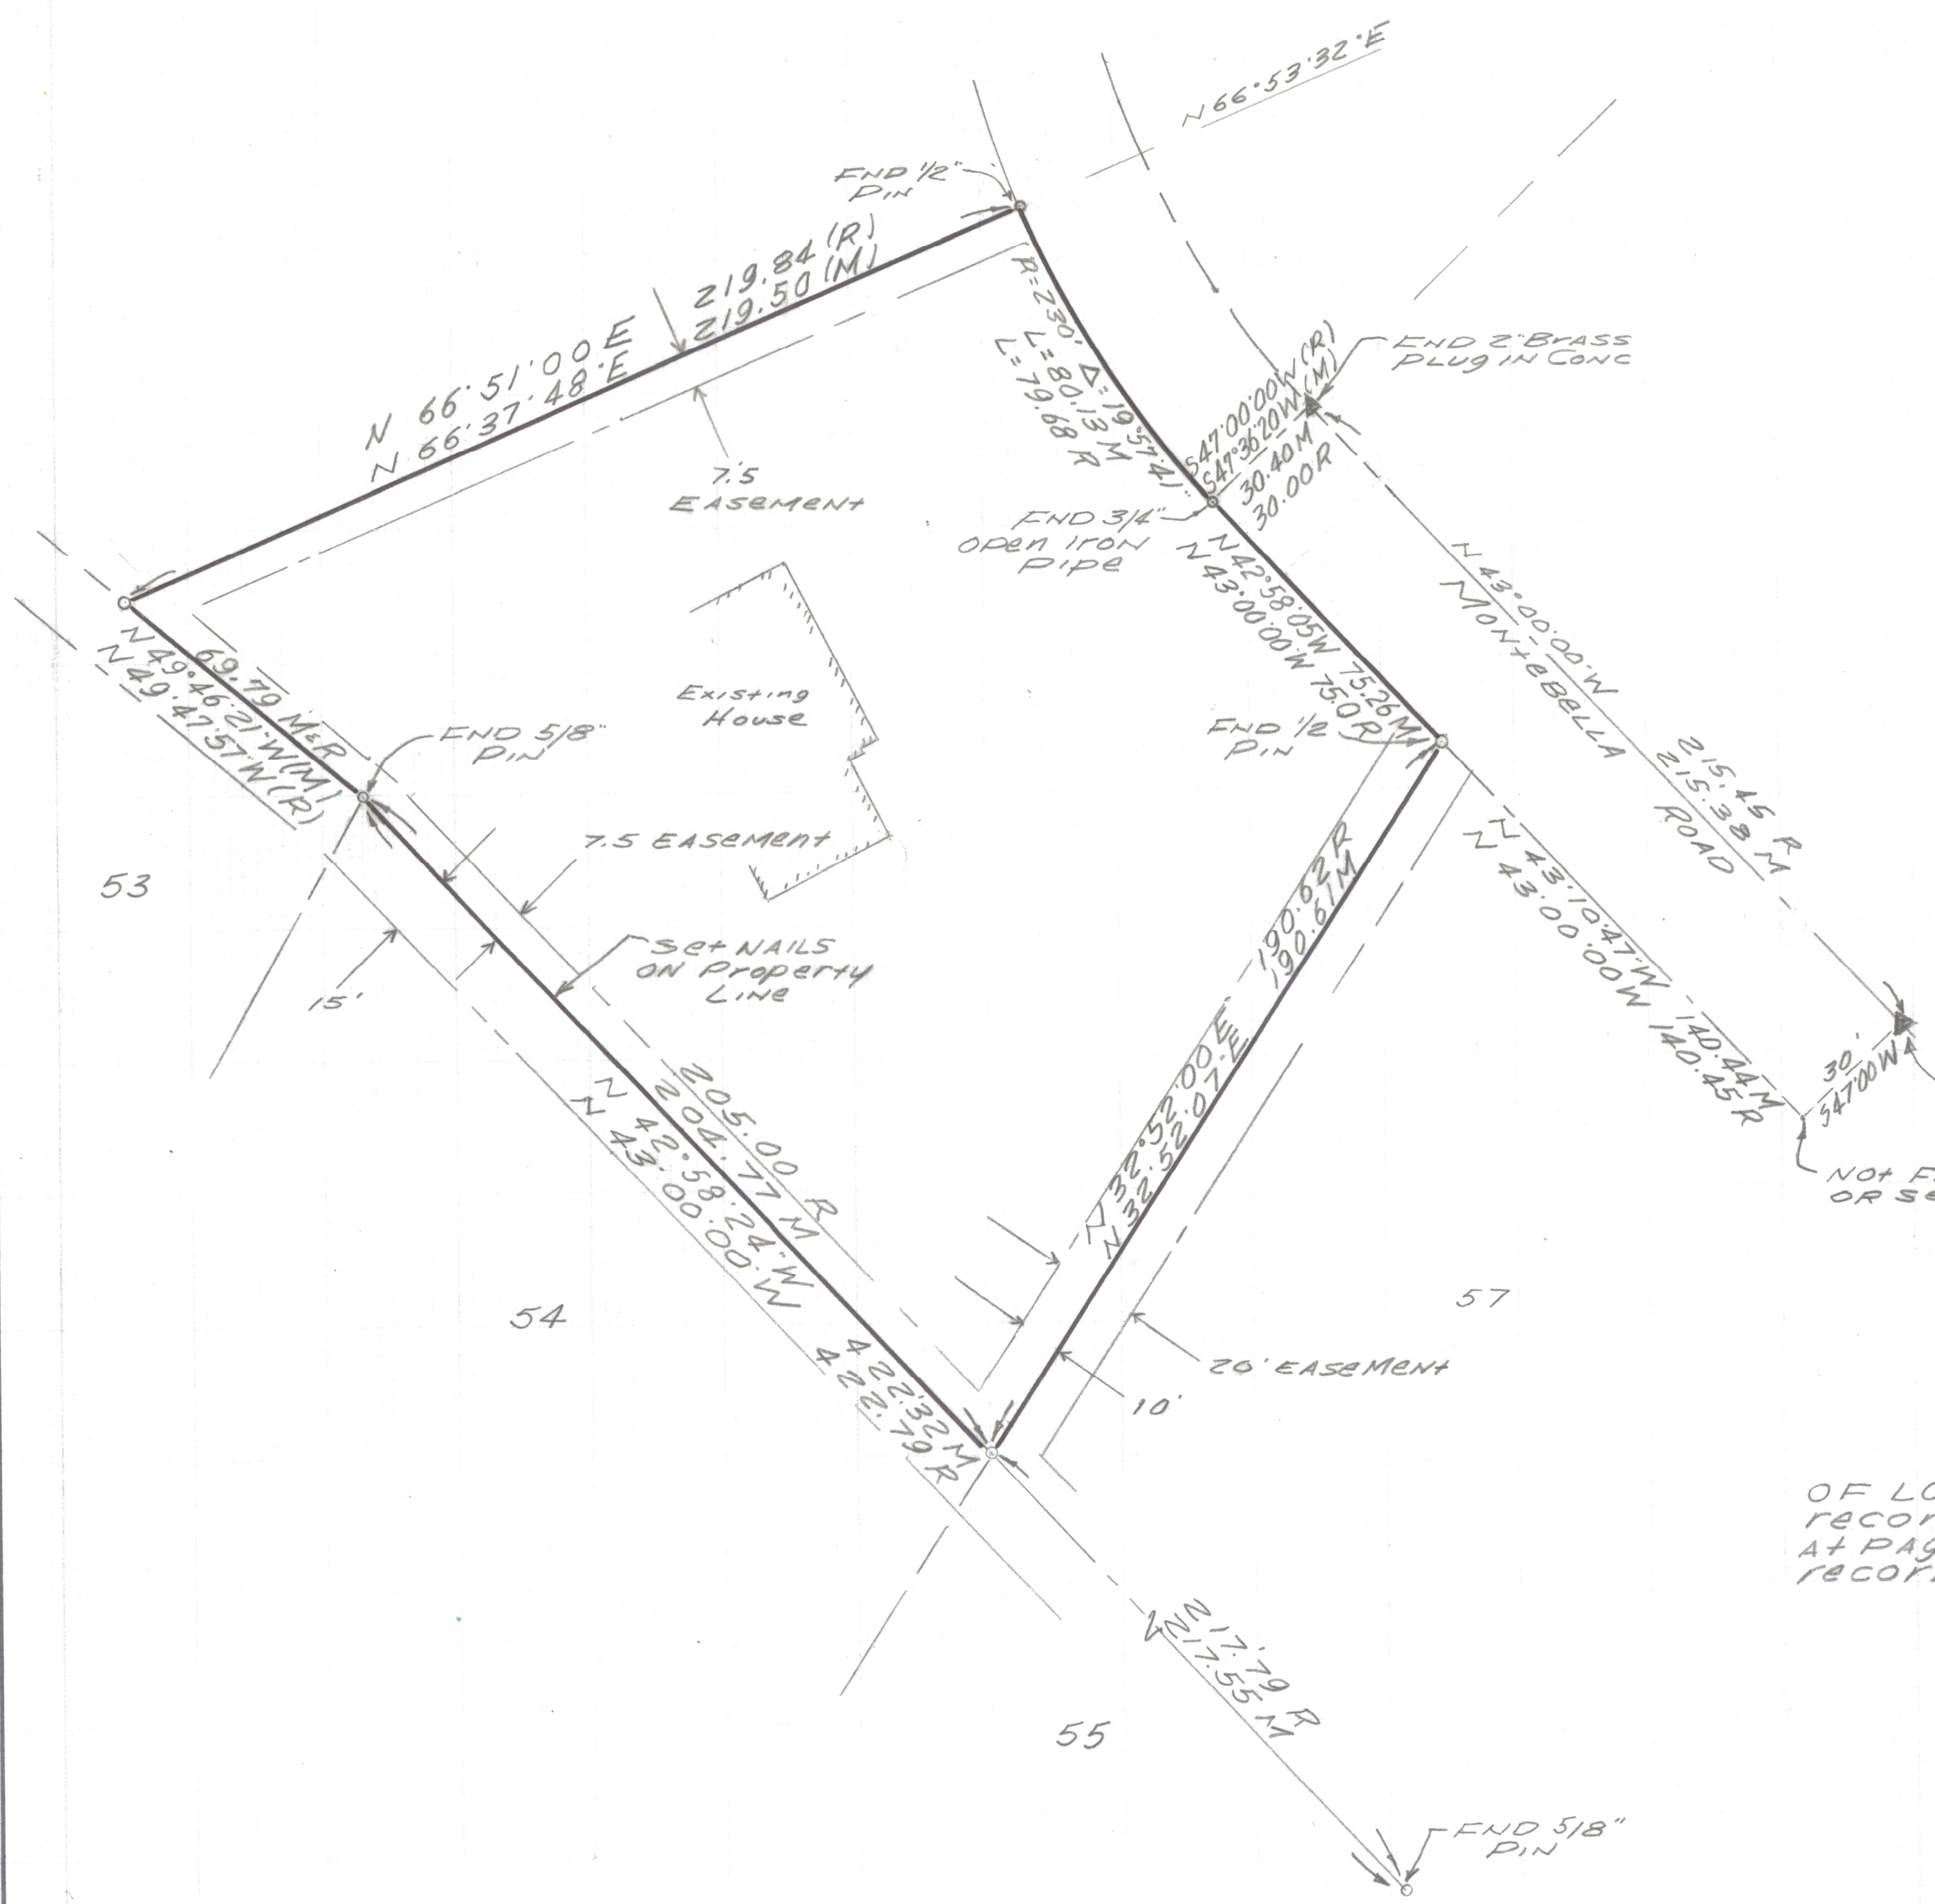 N 66°53'32"E
FND 1/2"
PIN
219.84 (R)
219.50 (M)
N 66°51'00 E
N 66°37'48"E
7.5
EASEMENT
R=230' Δ=19°57'41"
L=80.13 M
L=79.68 R
S47°00'00"W (R)
S47°36'20"W (M)
30.40 M
30.00 R
FND 2" Brass
Plug in Conc
FND 3/4"
Open Iron
Pipe
N 42°58'05W 75.26 M
N 43°00'00"W 75.0 R
N 43°00'00"W
MONTEBELLA
ROAD
215.45 R
215.38 M
69.79 M&R
N 49°46'21"W(M)
N 49°47'57"W(R)
FND 5/8"
PIN
Existing
House
FND 1/2
PIN
7.5 EASEMENT
53
Set NAILS
ON Property
LINE
15'
190.62 R
190.61 M
N 32°52'00 E
N 32°52'07"E
N 43°10'47"W 140.44 M
N 43°00'00W 140.45 R
30'
S47°00W
NOT F
OR SE
205.00 R
204.77 M
N 42°58'24"W
N 43°00'00"W
54
57
20' EASEMENT
10'
422.32 M
422.79 R
OF LO
recor
At PAG
recor
217.79 R
217.55 M
55
FND 5/8"
PIN